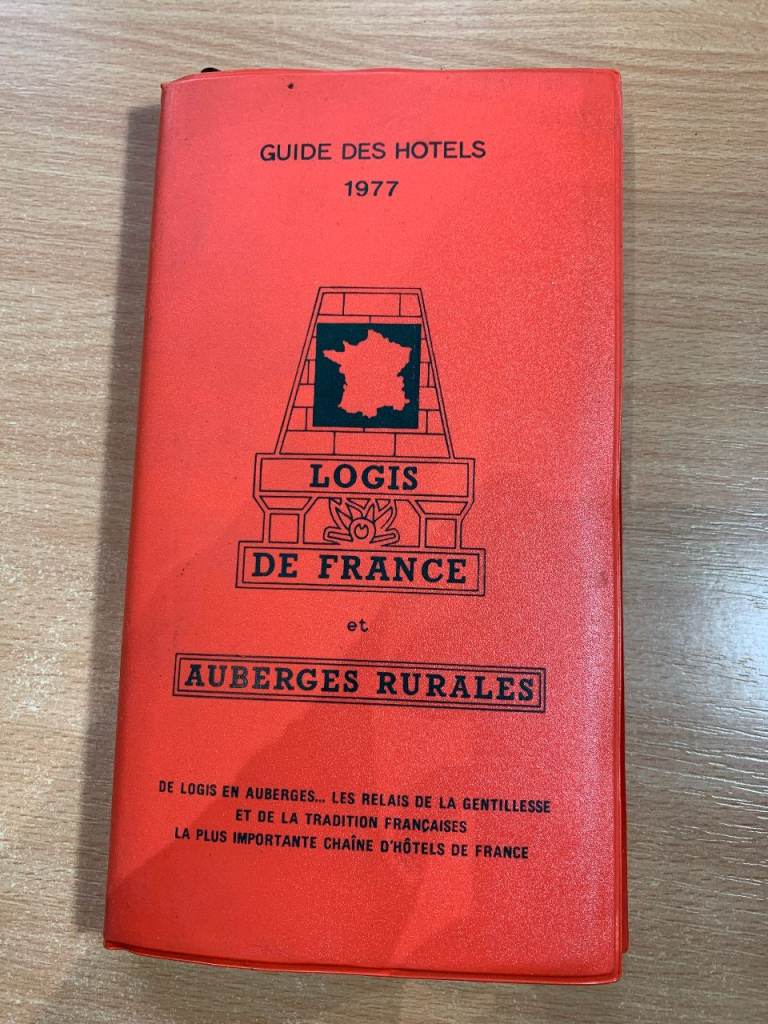 GUIDE DES HOTELS
1977
LOGIS
DE FRANCE
et
AUBERGES RURALES
DE LOGIS EN AUBERGES... LES RELAIS DE LA GENTILLESSE
ET DE LA TRADITION FRANÇAISES
LA PLUS IMPORTANTE CHAÎNE D'HÔTELS DE FRANCE